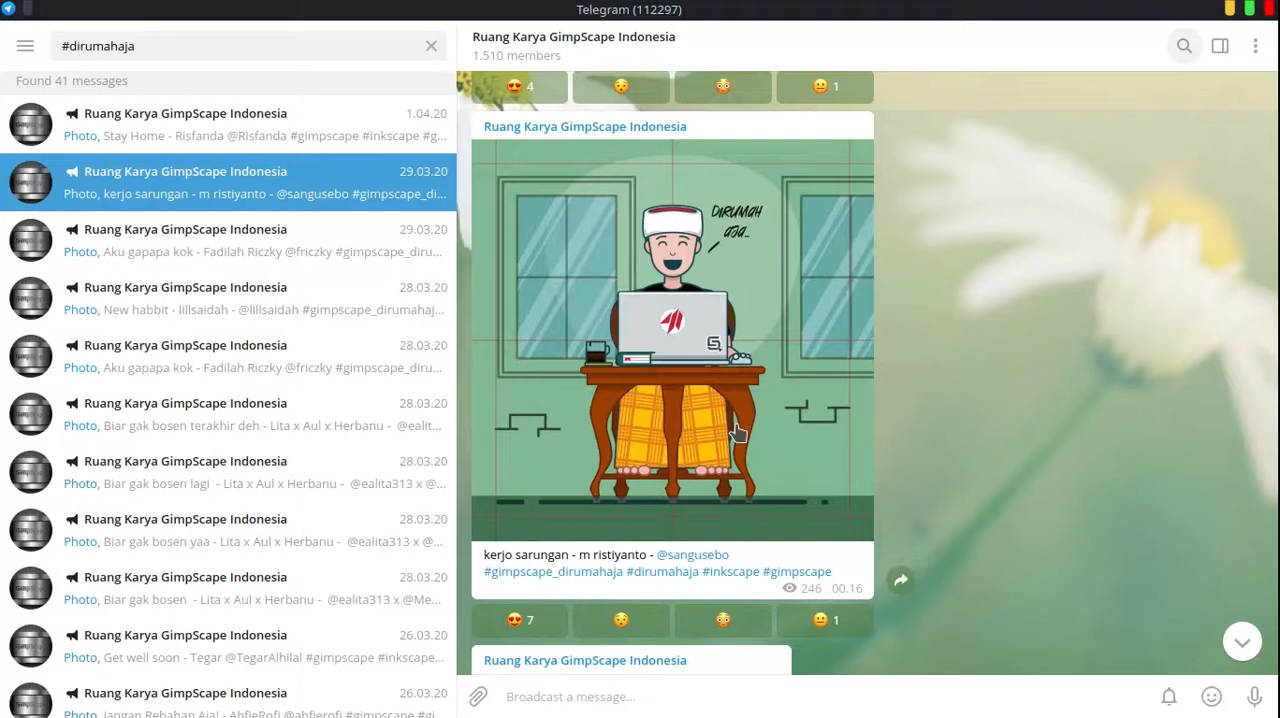 Telegram (112297)
#dirumahaja
Found 41 messages
Ruang Karya GimpScape Indonesia 1.04.20
Photo, Stay Home - Risfanda @Risfanda #gimpscape #inkscape #g...
Ruang Karya GimpScape Indonesia 29.03.20
Photo, kerjo sarungan - m ristiyanto - @sangusebo #gimpscape_di...
Ruang Karya GimpScape Indonesia 29.03.20
Photo, Aku gapapa kok - Fadilah Riczky @friczky #gimpscape_diru...
Ruang Karya GimpScape Indonesia 28.03.20
Photo, New habbit - lillsaidah - @lillsaidah #gimpscape_dirumahaj...
Ruang Karya GimpScape Indonesia 28.03.20
Photo, Aku gapapa kok - Fadilah Riczky @friczky #gimpscape_diru...
Ruang Karya GimpScape Indonesia 28.03.20
Photo, Biar gak bosen terakhir deh - Lita x Aul x Herbanu - @ealit...
Ruang Karya GimpScape Indonesia 28.03.20
Photo, Biar gak bosen lagi - Lita x Aul x Herbanu - @ealita313 x @...
Ruang Karya GimpScape Indonesia 28.03.20
Photo, Biar gak bosen yaa - Lita x Aul x Herbanu - @ealita313 x @...
Ruang Karya GimpScape Indonesia 28.03.20
Photo, Biar gak bosen - Lita x Aul x Herbanu - @ealita313 x @Me...
Ruang Karya GimpScape Indonesia 26.03.20
Photo, Get well soon - Tegar @TegarAlhilal #gimpscape #inkscape...
Ruang Karya GimpScape Indonesia 26.03.20
Photo, Jangan Rebahan Aja! - AbfieRofi @abfierofi #gimpscape #gi...
Ruang Karya GimpScape Indonesia
1.510 members
4 1
Ruang Karya GimpScape Indonesia
DIRUMAH
AJA..
kerjo sarungan - m ristiyanto - @sangusebo
#gimpscape_dirumahaja #dirumahaja #inkscape #gimpscape
246 00.16
7 1
Ruang Karya GimpScape Indonesia
Broadcast a message...